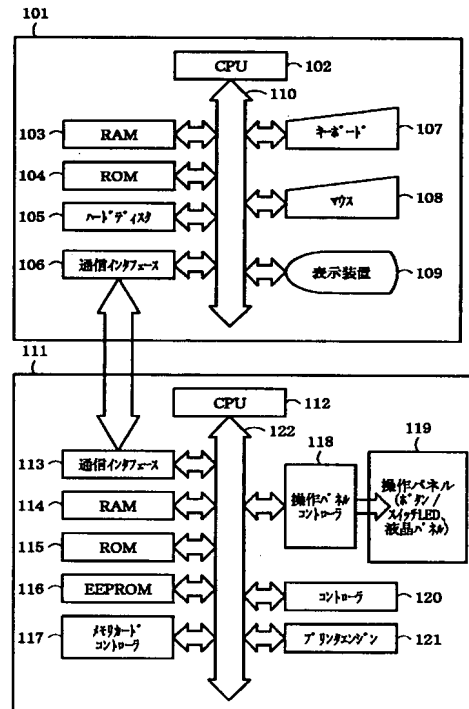 101
CPU
102
110
103
RAM
キーボード
107
104
ROM
マウス
108
105
ハードディスタ
106
通信インタフェース
表示装置
109
111
CPU
112
122
118
119
113
通信インタフェース
114
RAM
操作パネル
コントローラ
操作パネル
(ボタン/
スイッチLED、
液晶パネル)
115
ROM
116
EEPROM
コントローラ
120
117
メモリカード
コントローラ
プリンタエンジン
121